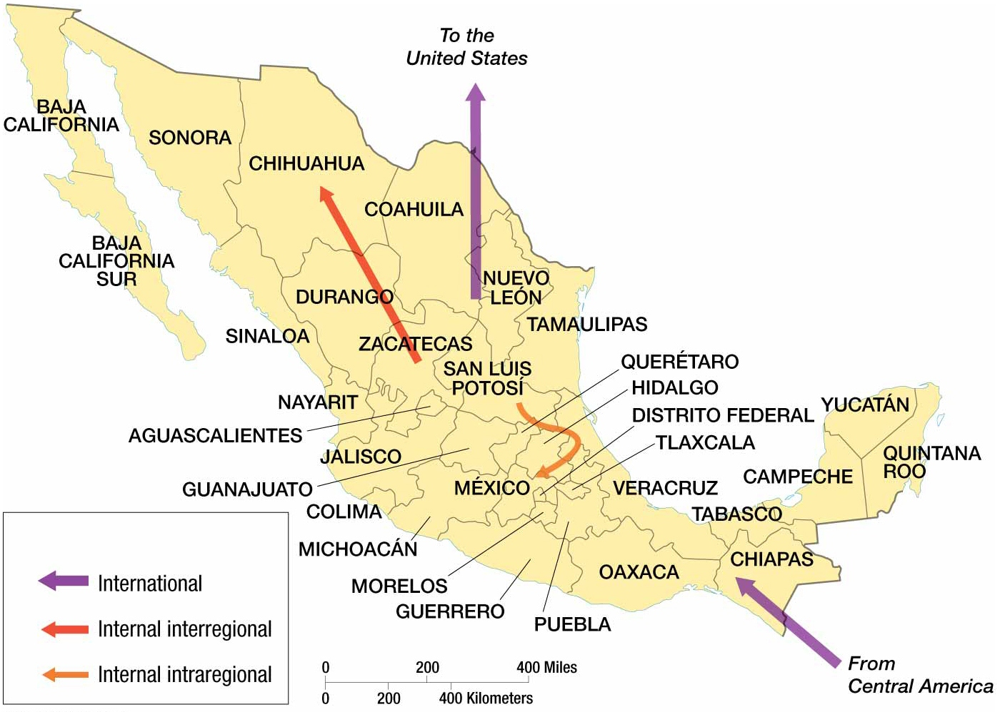 To the
United States
BAJA
CALIFORNIA
SONORA
CHIHUAHUA
COAHUILA
BAJA
CALIFORNIA
SUR
NUEVO
LEÓN
DURANGO
TAMAULIPAS
SINALOA
ZACATECAS
SAN LUIS
POTOSÍ
QUERÉTARO
HIDALGO
NAYARIT
DISTRITO FEDERAL
YUCATÁN
AGUASCALIENTES
TLAXCALA
JALISCO
QUINTANA
ROO
CAMPECHE
GUANAJUATO
MÉXICO
VERACRUZ
COLIMA
TABASCO
MICHOACÁN
CHIAPAS
OAXACA
MORELOS
GUERRERO
PUEBLA
International
Internal interregional
Internal intraregional
0 200 400 Miles
0 200 400 Kilometers
From
Central America